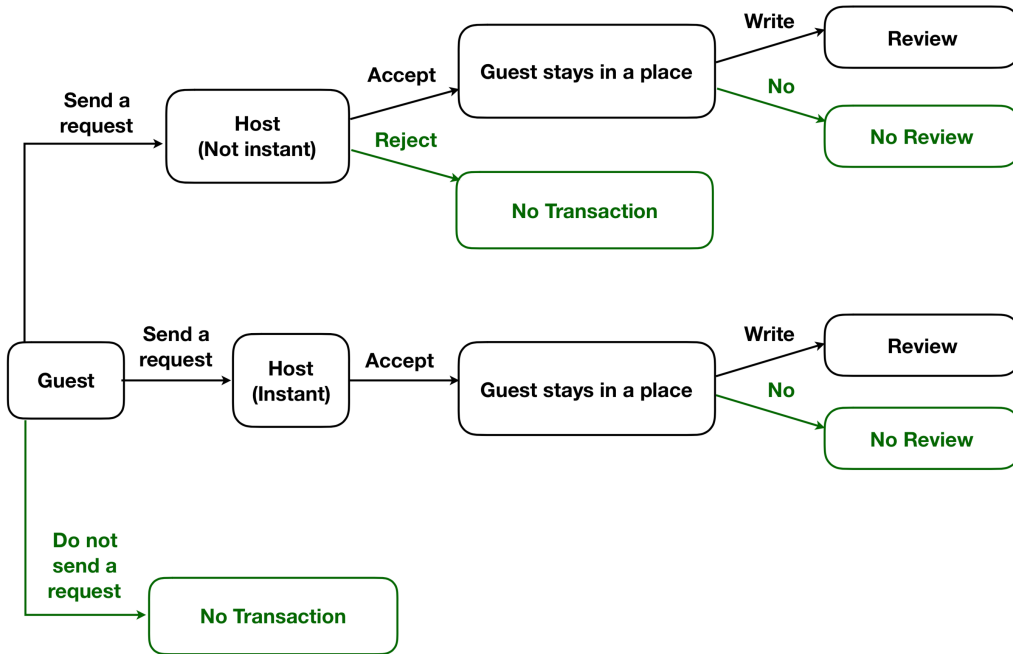 Write
Review
Accept
Guest stays in a place
No
Send a
request
Host
(Not instant)
Reject
No Review
No Transaction
Send a
request
Write
Review
Guest
Host
(Instant)
Accept
Guest stays in a place
No
No Review
Do not
send a
request
No Transaction